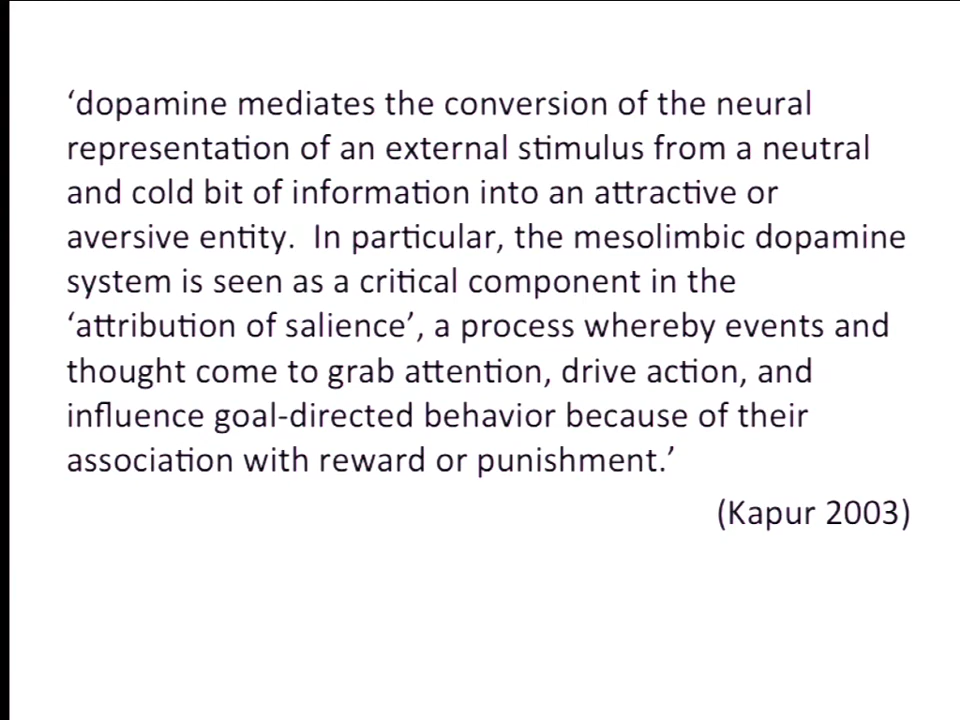 ‘dopamine mediates the conversion of the neural
representation of an external stimulus from a neutral
and cold bit of information into an attractive or
aversive entity.  In particular, the mesolimbic dopamine
system is seen as a critical component in the
‘attribution of salience’, a process whereby events and
thought come to grab attention, drive action, and
influence goal-directed behavior because of their
association with reward or punishment.’
(Kapur 2003)